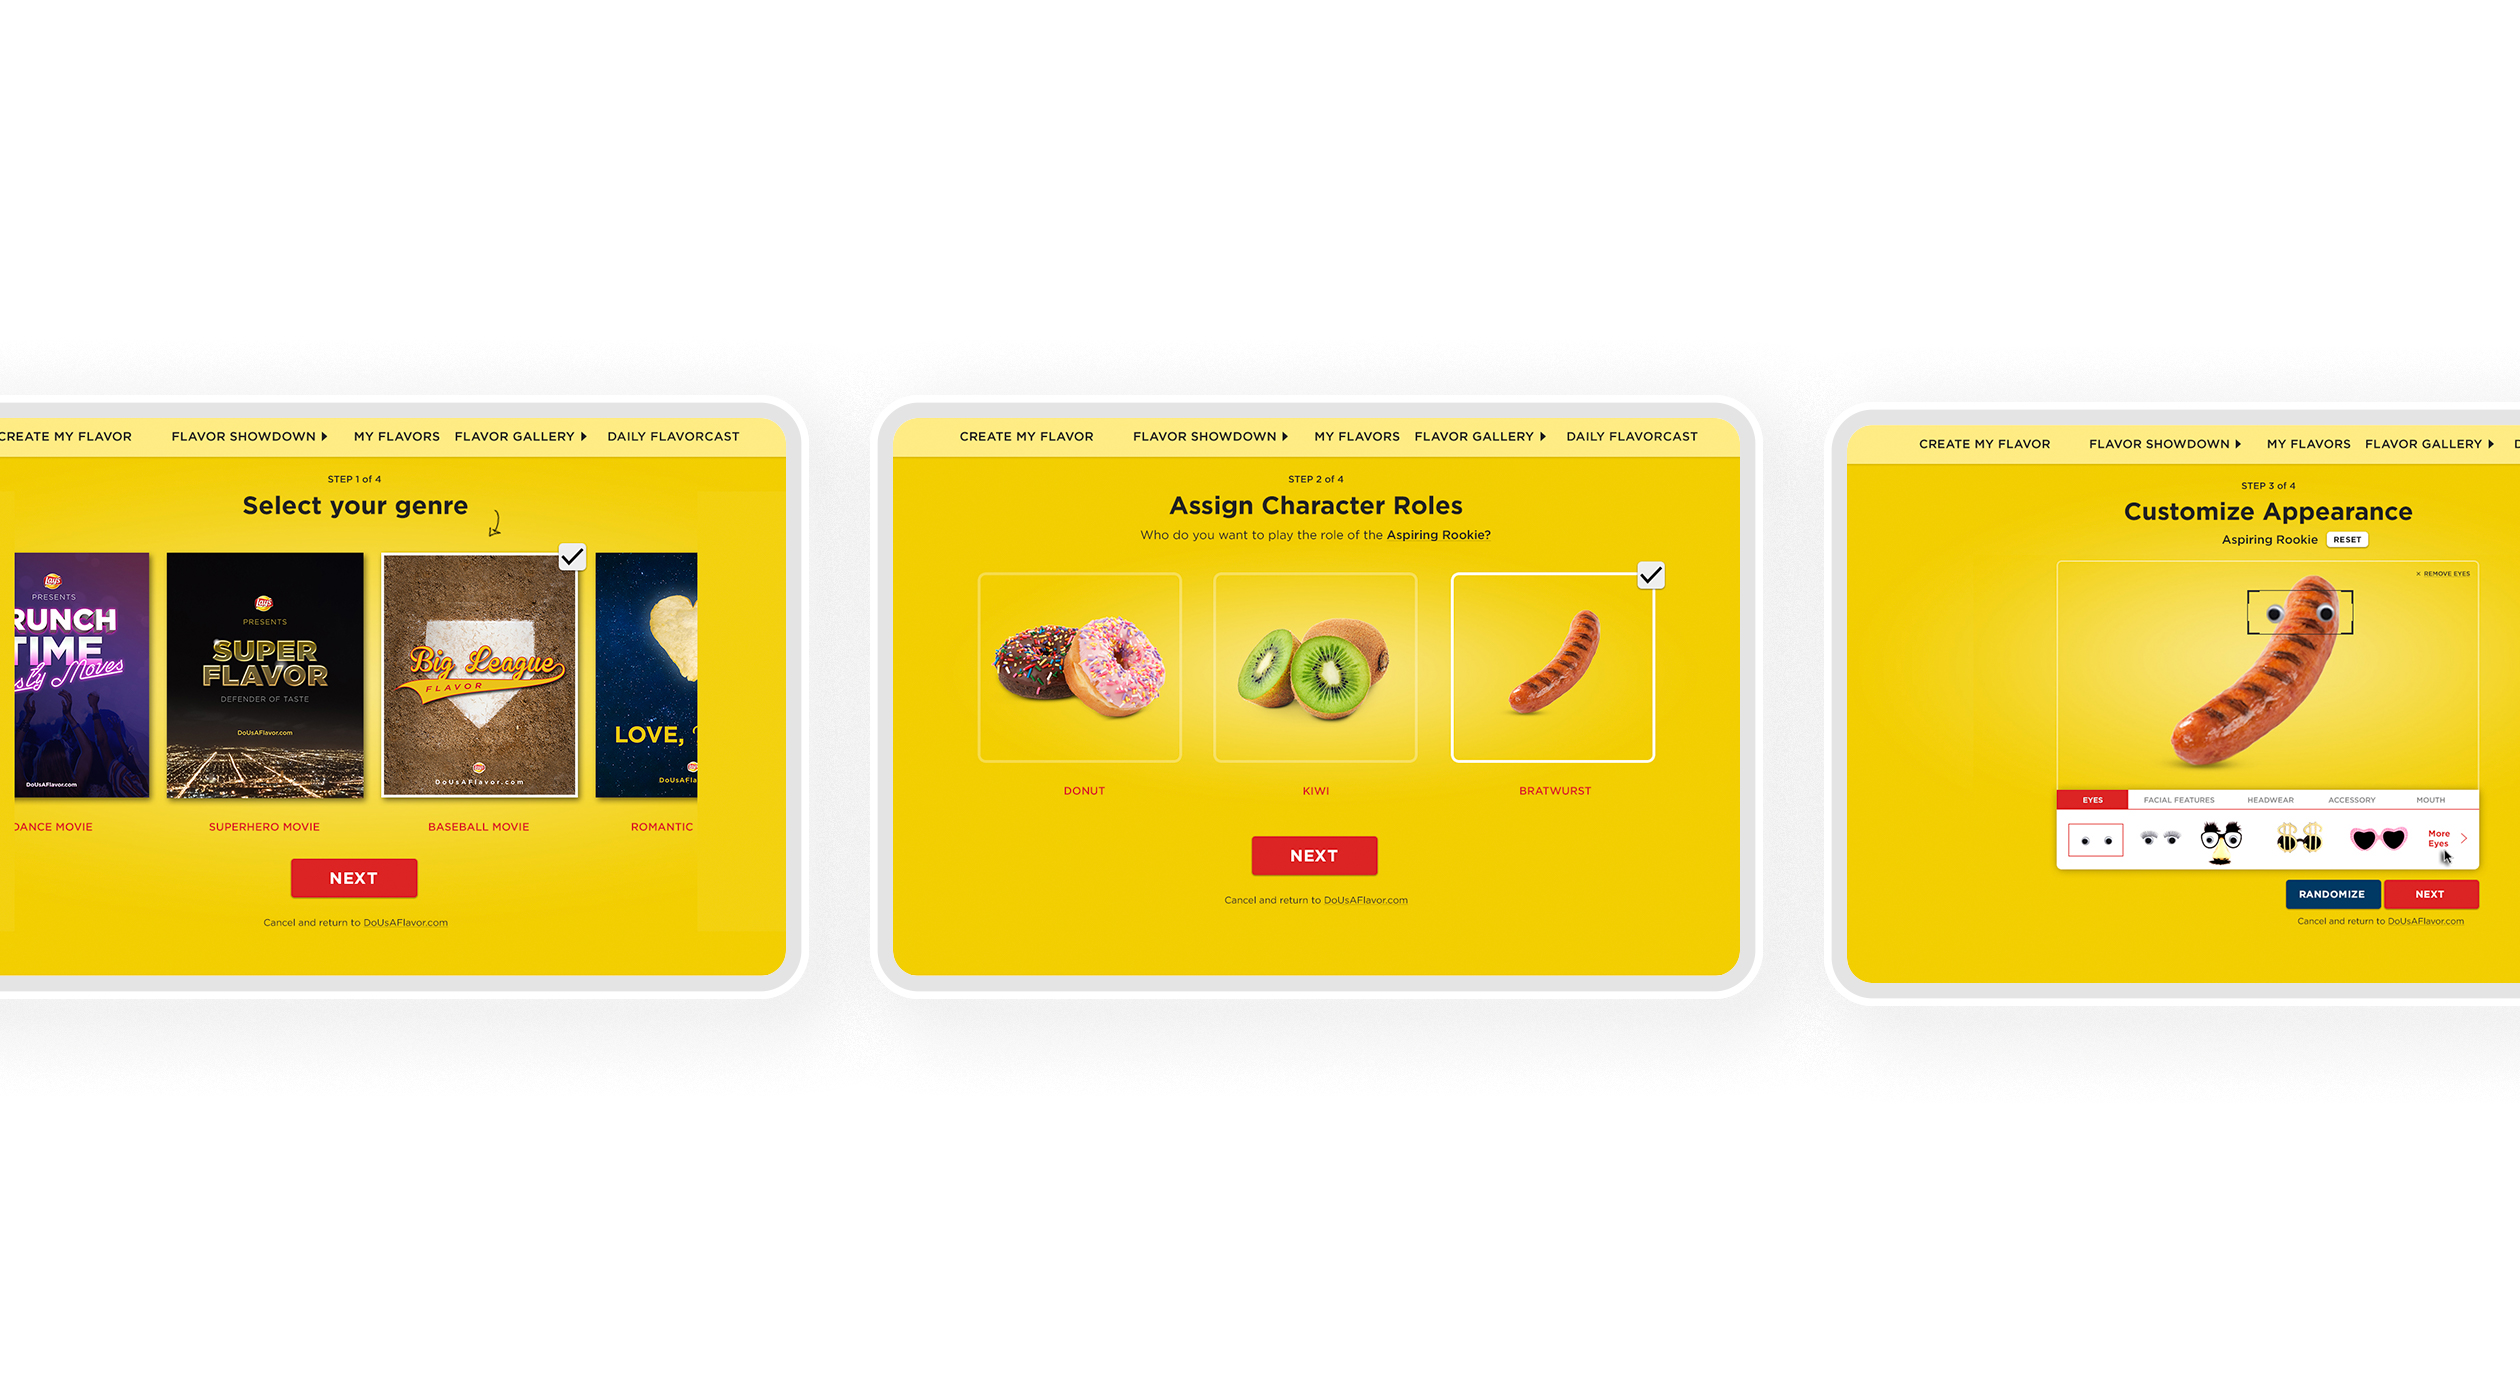 CREATE MY FLAVOR
FLAVOR SHOWDOWN
MY FLAVORS
FLAVOR GALLERY
DAILY FLAVORCAST
STEP 1 of 4
Select your genre
Lay's
PRESENTS
RUNCH
TIME
sty Moves
DoUsAFlavor.com
DANCE MOVIE
Lay's
PRESENTS
SUPER
FLAVOR
DEFENDER OF TASTE
DoUsAFlavor.com
SUPERHERO MOVIE
Big League
FLAVOR
Lay's
DoUsAFlavor.com
BASEBALL MOVIE
LOVE,
DoUsAFla
ROMANTIC
NEXT
Cancel and return to DoUsAFlavor.com
CREATE MY FLAVOR
FLAVOR SHOWDOWN
MY FLAVORS
FLAVOR GALLERY
DAILY FLAVORCAST
STEP 2 of 4
Assign Character Roles
Who do you want to play the role of the Aspiring Rookie?
DONUT
KIWI
BRATWURST
NEXT
Cancel and return to DoUsAFlavor.com
CREATE MY FLAVOR
FLAVOR SHOWDOWN
MY FLAVORS
FLAVOR GALLERY
STEP 3 of 4
Customize Appearance
Aspiring Rookie
RESET
× REMOVE EYES
EYES
FACIAL FEATURES
HEADWEAR
ACCESSORY
MOUTH
More
Eyes
RANDOMIZE
NEXT
Cancel and return to DoUsAFlavor.com